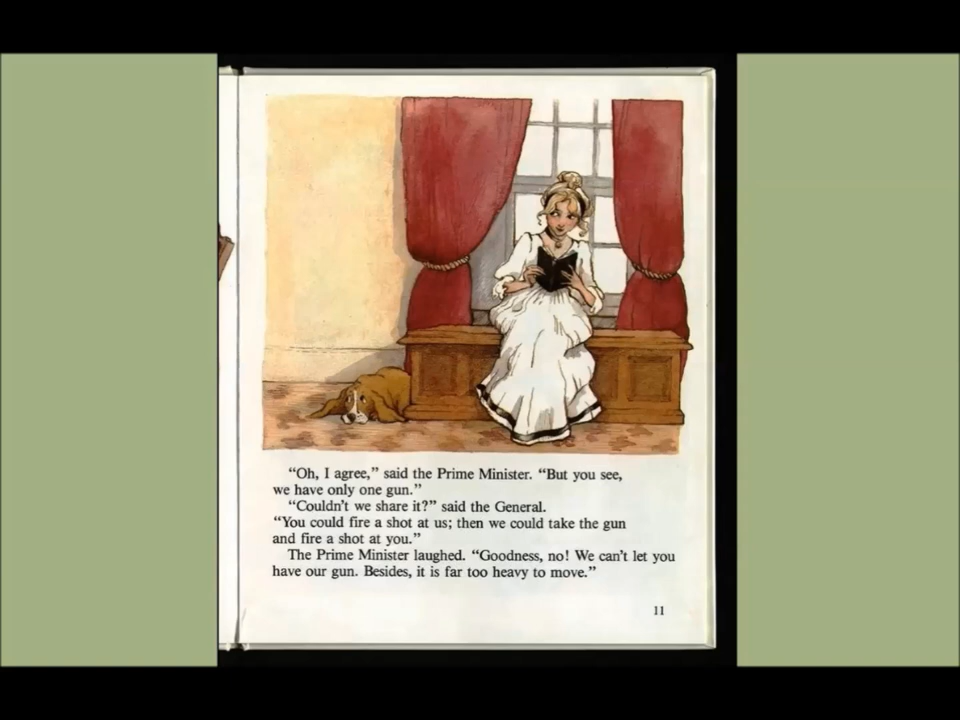 “Oh, I agree,” said the Prime Minister. “But you see,
we have only one gun.”
“Couldn’t we share it?” said the General.
“You could fire a shot at us; then we could take the gun
and fire a shot at you.”
The Prime Minister laughed. “Goodness, no! We can’t let you
have our gun. Besides, it is far too heavy to move.”
11